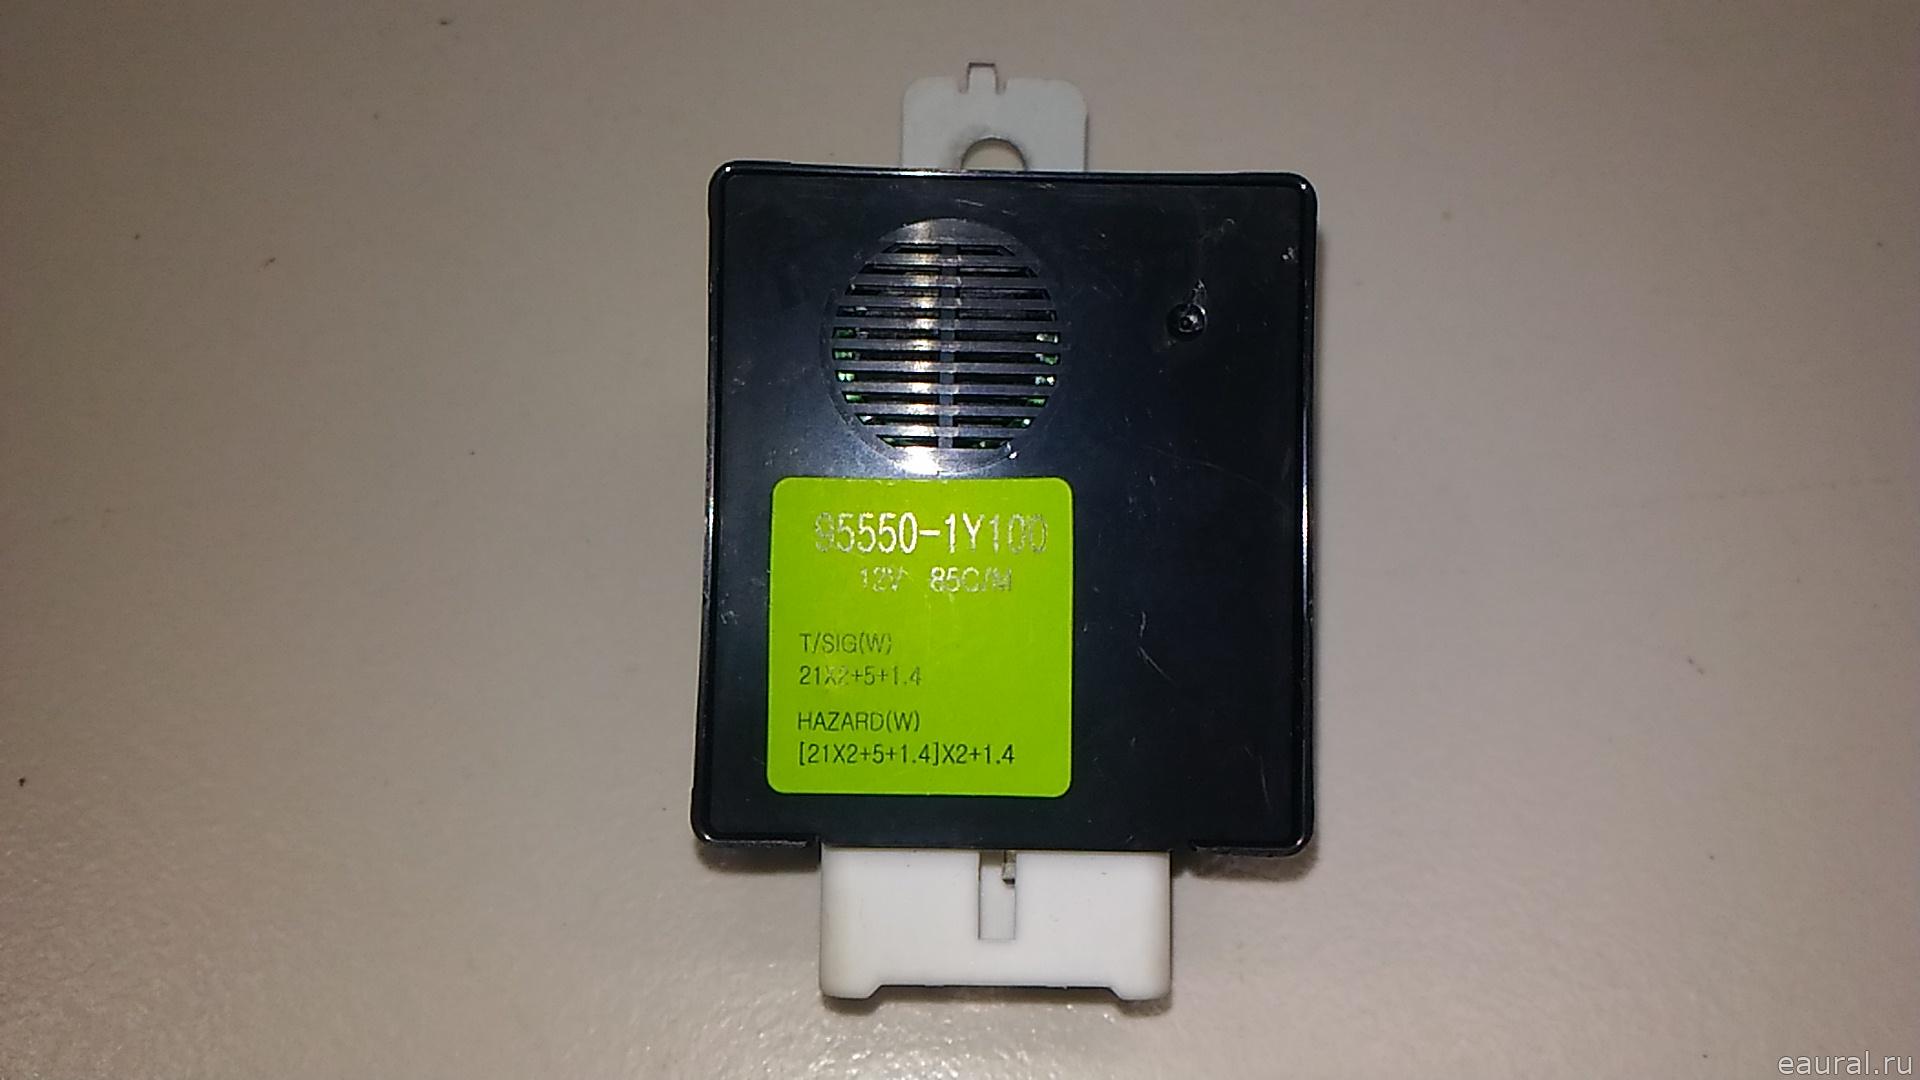 95550-1Y100
12V 85C/M
T/SIG(W)
21X2+5+1.4
HAZARD(W)
[21X2+5+1.4]X2+1.4
eaural.ru